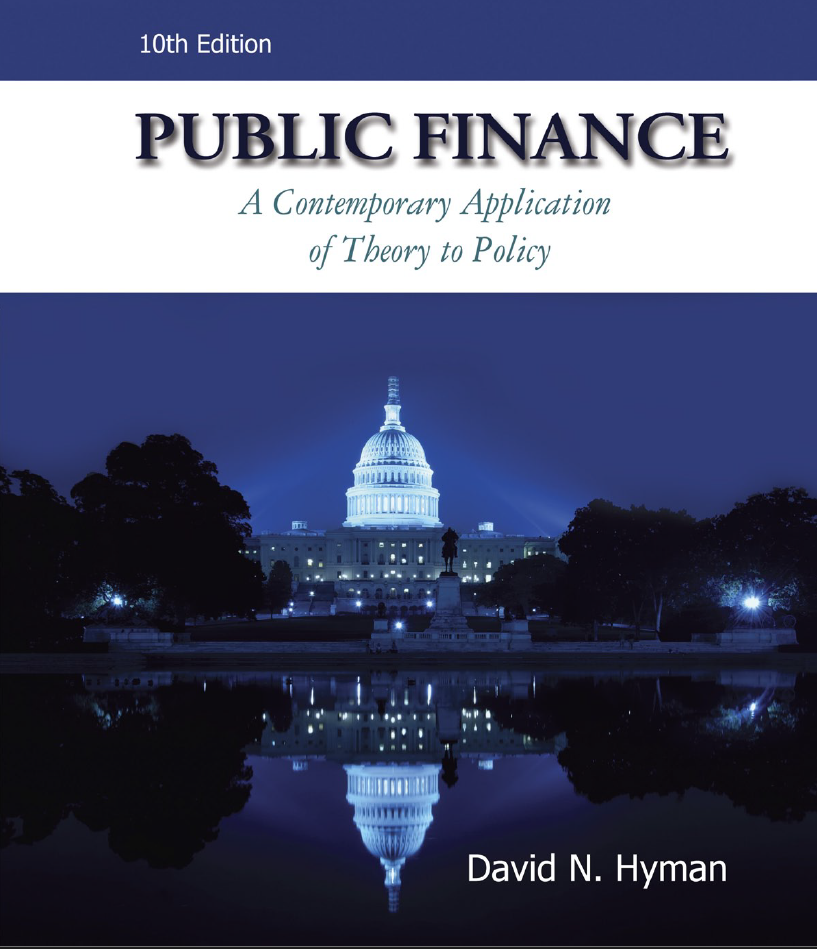 10th Edition
PUBLIC FINANCE
A Contemporary Application
of Theory to Policy
David N. Hyman